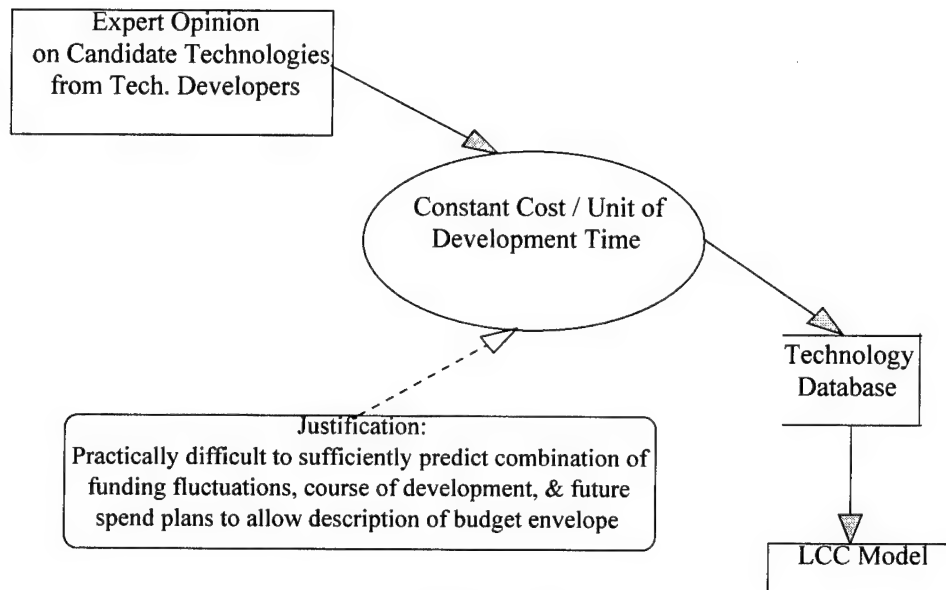 Expert Opinion
on Candidate Technologies
from Tech. Developers
Constant Cost / Unit of
Development Time
Technology
Database
Justification:
Practically difficult to sufficiently predict combination of
funding fluctuations, course of development, & future
spend plans to allow description of budget envelope
LCC Model